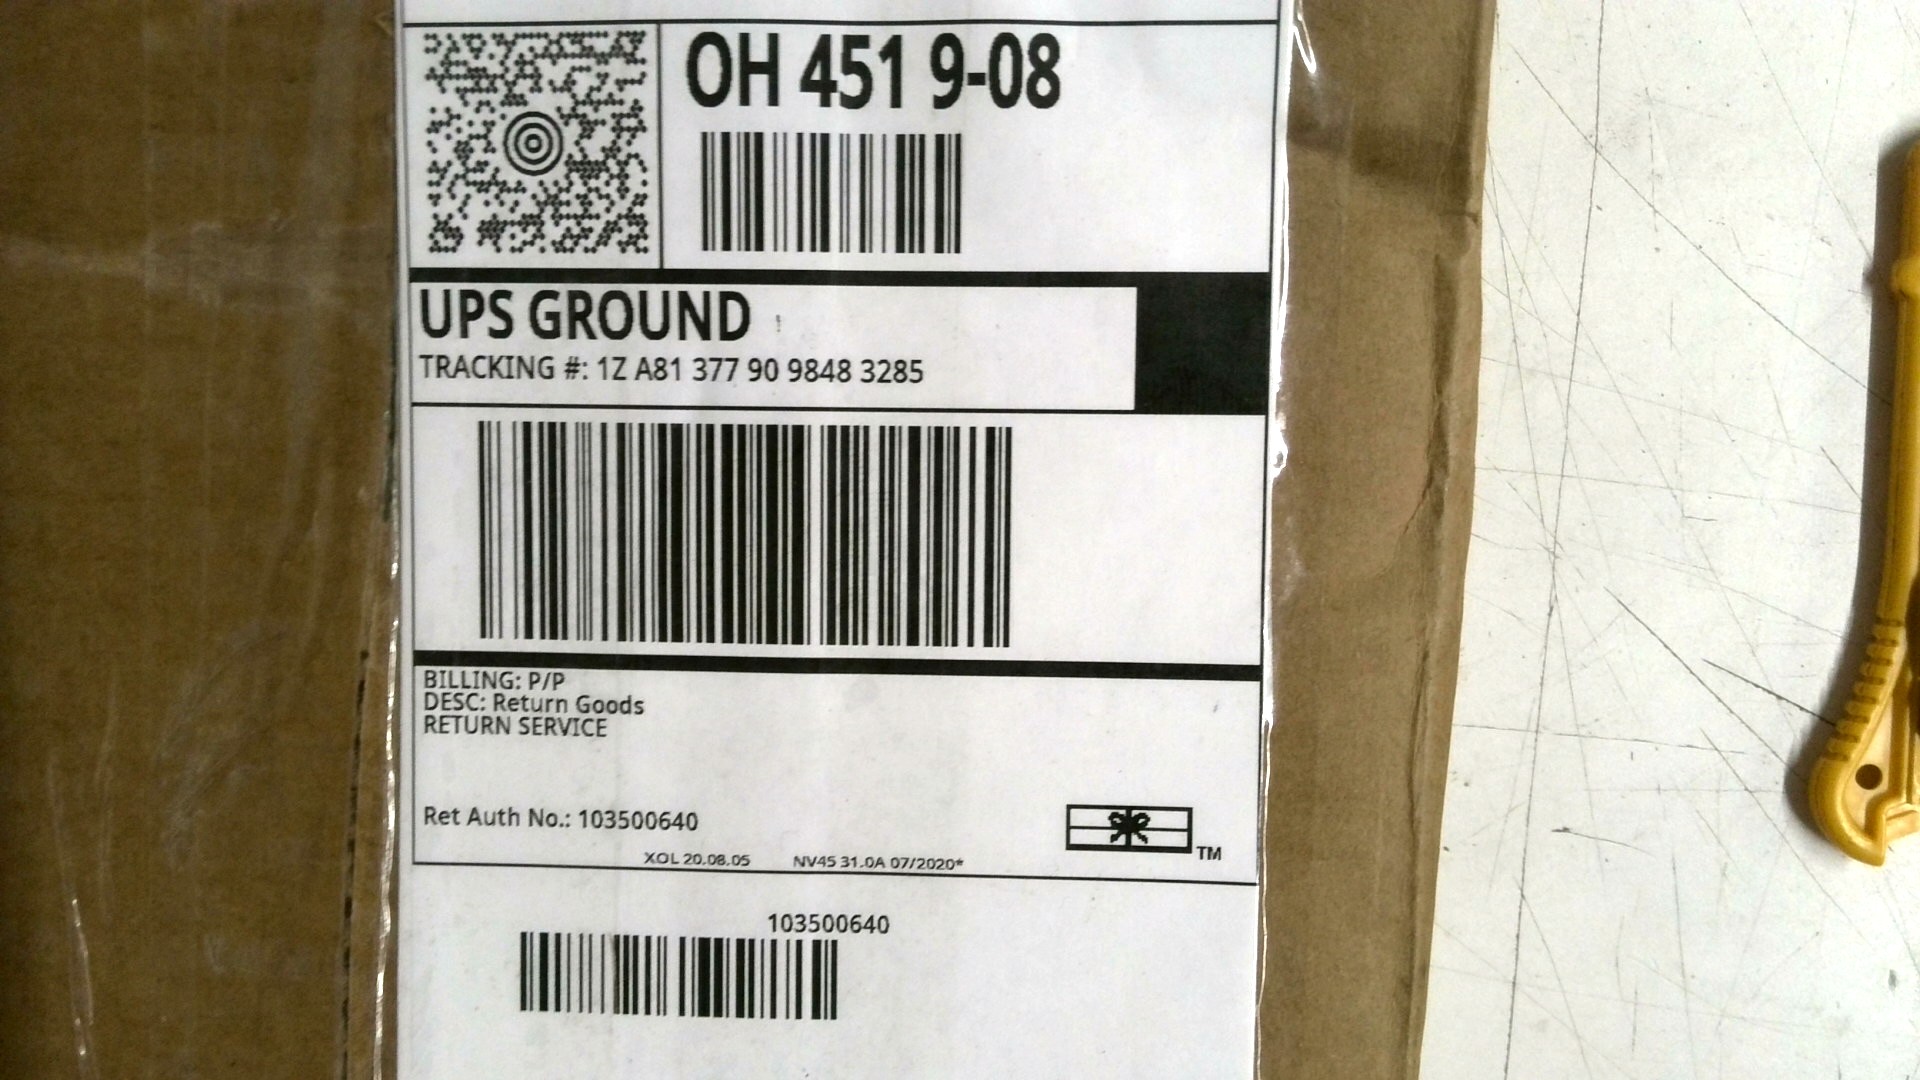 OH 451 9-08
UPS GROUND
TRACKING #: 1Z A81 377 90 9848 3285
BILLING: P/P
DESC: Return Goods
RETURN SERVICE
Ret Auth No.: 103500640
TM
XOL 20.08.05 NV45 31.0A 07/2020*
103500640